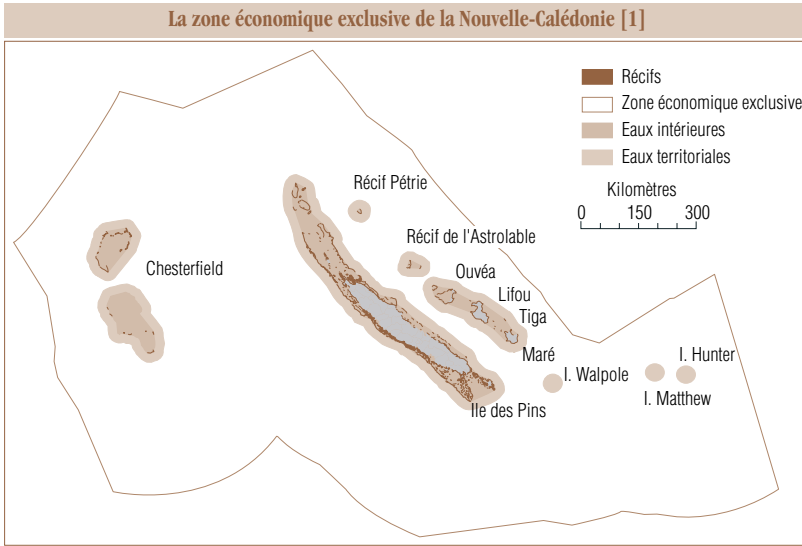 La zone économique exclusive de la Nouvelle-Calédonie [1]
Récifs
Zone économique exclusive
Eaux intérieures
Eaux territoriales
Kilomètres
0 150 300
Récif Pétrie
Récif de l'Astrolable
Chesterfield
Ouvéa
Lifou
Tiga
Maré
I. Walpole
I. Hunter
I. Matthew
Ile des Pins